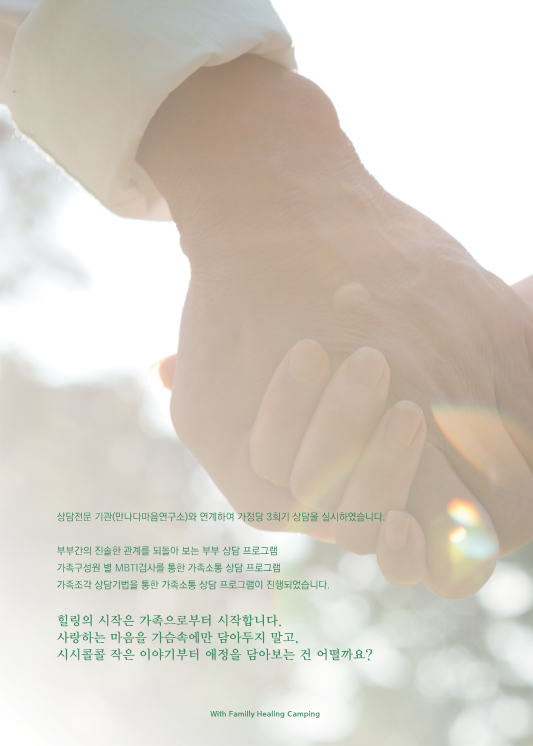 상담전문 기관(만나다마음연구소)와 연계하여 가정당 3회기 상담을 실시하였습니다.
부부간의 진솔한 관계를 되돌아 보는 부부 상담 프로그램
가족구성원 별 MBTI검사를 통한 가족소통 상담 프로그램
가족조각 상담기법을 통한 가족소통 상담 프로그램이 진행되었습니다.
힐링의 시작은 가족으로부터 시작합니다.
사랑하는 마음을 가슴속에만 담아두지 말고,
시시콜콜 작은 이야기부터 애정을 담아보는 건 어떨까요?
With Familly Healing Camping